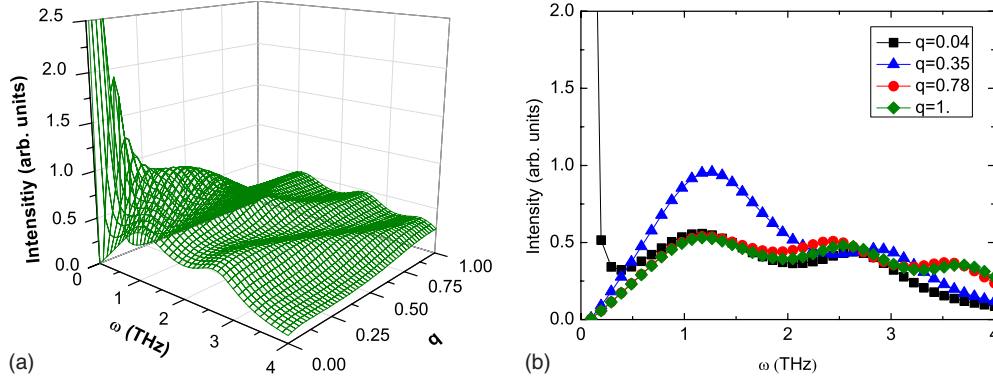 2.5
2.0
1.5
1.0
0.5
0.0
Intensity (arb. units)
0
1
2
3
4
ω (THz)
0.00
0.25
0.50
0.75
1.00
q
(a)
2.0
1.5
1.0
0.5
0.0
Intensity (arb. units)
q=0.04
q=0.35
q=0.78
q=1.
0
1
2
3
4
ω (THz)
(b)